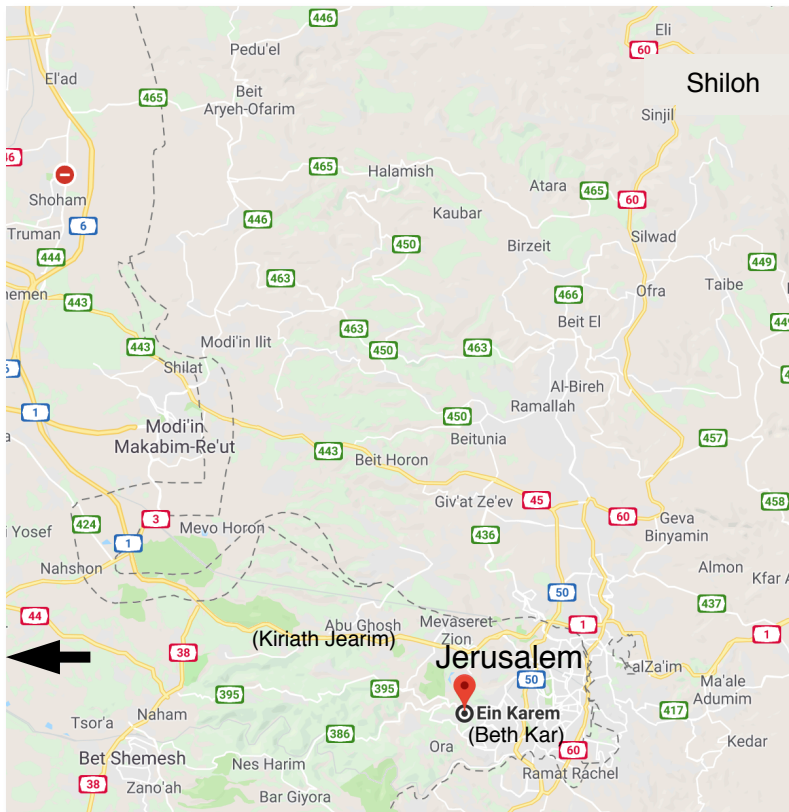 446
Eli
60
Pedu'el
Shiloh
El'ad
Beit
Aryeh-Ofarim
465
Sinjil
465
Halamish
Shoham
Atara
465
60
Kaubar
446
6
Truman
450
Birzeit
Silwad
444
449
463
Taibe
Ofra
466
443
Beit El
463
Modi'in Ilit
443
450
463
Shilat
Al-Bireh
1
Ramallah
450
Modi'in
Makabim-Re'ut
Beitunia
457
443
Beit Horon
Giv'at Ze'ev
45
458
3
60
Geva
Binyamin
424
Mevo Horon
436
i Yosef
1
Nahshon
Almon
Kfar A
50
437
44
Abu Ghosh
Mevaseret
Zion
1
1
(Kiriath Jearim)
38
Jerusalem
alZa'im
50
Ma'ale
Adumim
395
395
Ein Karem
(Beth Kar)
417
Naham
Tsor'a
386
Ora
60
Kedar
Bet Shemesh
Nes Harim
Ramat Rachel
38
Zano'ah
Bar Giyora